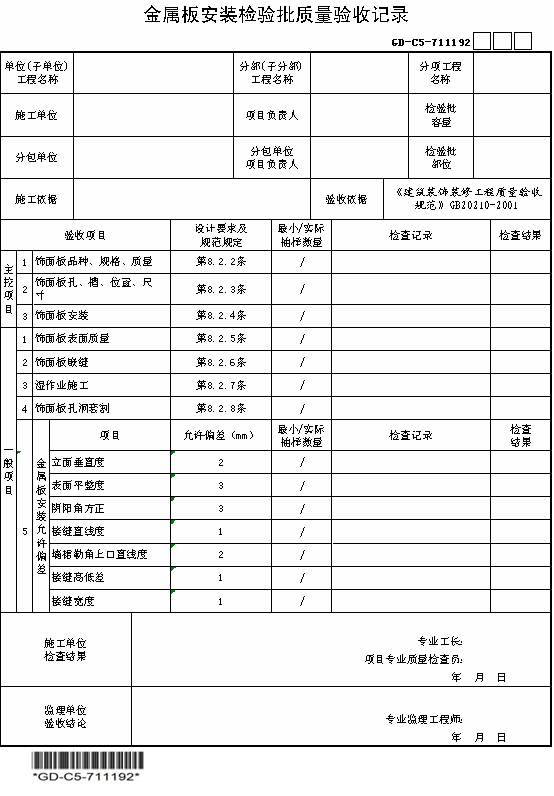 金属板安装检验批质量验收记录
GD-C5-711192
单位(子单位)
工程名称
分部(子分部)
工程名称
分项工程
名称
施工单位
项目负责人
检验批
容量
分包单位
分包单位
项目负责人
检验批
部位
施工依据
验收依据
《建筑装饰装修工程质量验收
规范》GB20210-2001
验收项目
设计要求及
规范规定
最小/实际
抽样数量
检查记录
检查结果
主控项目
1 饰面板品种、规格、质量 第8.2.2条 /
2 饰面板孔、槽、位置、尺
寸 第8.2.3条 /
3 饰面板安装 第8.2.4条 /
一般项目
1 饰面板表面质量 第8.2.5条 /
2 饰面板嵌缝 第8.2.6条 /
3 湿作业施工 第8.2.7条 /
4 饰面板孔洞套割 第8.2.8条 /
5
金属板安装允许偏差
项目
允许偏差（mm）
最小/实际
抽样数量
检查记录
检查
结果
立面垂直度 2 /
表面平整度 3 /
阴阳角方正 3 /
接缝直线度 1 /
墙裙勒角上口直线度 2 /
接缝高低差 1 /
接缝宽度 1 /
施工单位
检查结果
专业工长:
项目专业质量检查员:
年 月 日
监理单位
验收结论
专业监理工程师:
年 月 日
*GD-C5-711192*